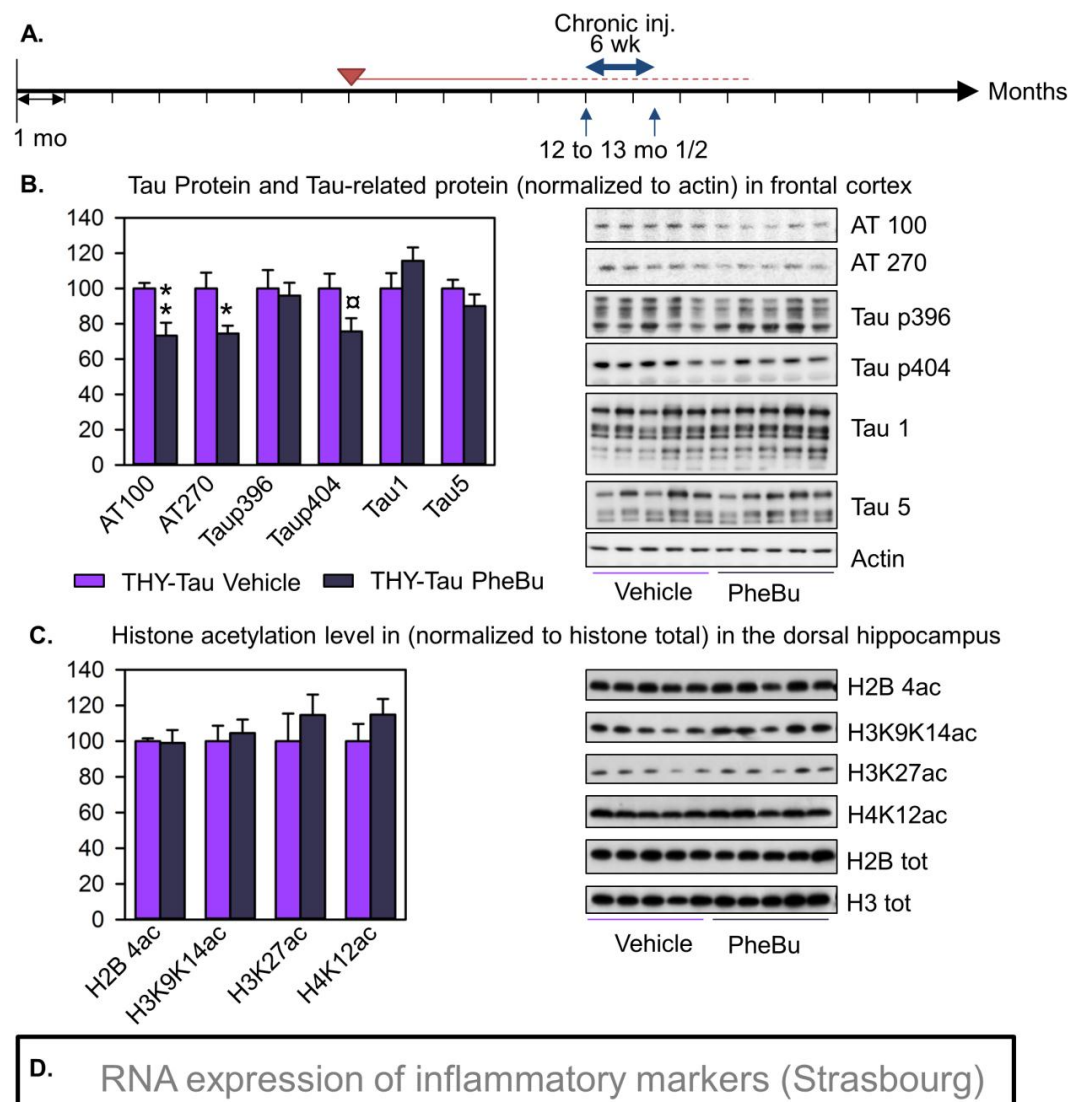 A.
Chronic inj.
6 wk
Months
1 mo
12 to 13 mo 1/2
B.
Tau Protein and Tau-related protein (normalized to actin) in frontal cortex
140
120
100
80
60
40
20
0
*
*
*
¤
AT100
AT270
Taup396
Taup404
Tau1
Tau5
THY-Tau Vehicle
THY-Tau PheBu
AT 100
AT 270
Tau p396
Tau p404
Tau 1
Tau 5
Actin
Vehicle
PheBu
C.
Histone acetylation level in (normalized to histone total) in the dorsal hippocampus
140
120
100
80
60
40
20
0
H2B 4ac
H3K9K14ac
H3K27ac
H4K12ac
H2B 4ac
H3K9K14ac
H3K27ac
H4K12ac
H2B tot
H3 tot
Vehicle
PheBu
D.
RNA expression of inflammatory markers (Strasbourg)